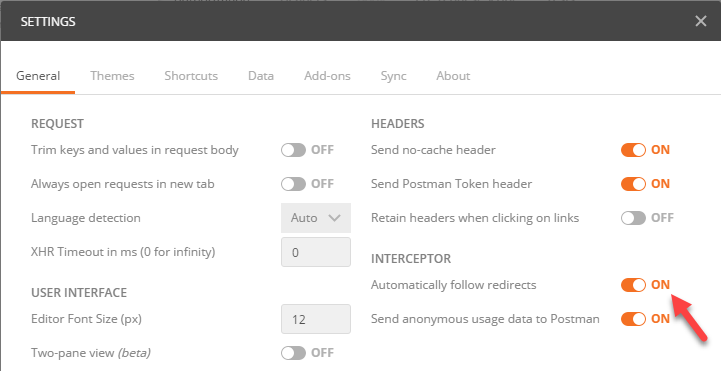 SETTINGS
General Themes Shortcuts Data Add-ons Sync About
REQUEST
Trim keys and values in request body OFF
Always open requests in new tab OFF
Language detection Auto
XHR Timeout in ms (0 for infinity) 0
USER INTERFACE
Editor Font Size (px) 12
Two-pane view (beta) OFF
HEADERS
Send no-cache header ON
Send Postman Token header ON
Retain headers when clicking on links OFF
INTERCEPTOR
Automatically follow redirects ON
Send anonymous usage data to Postman ON